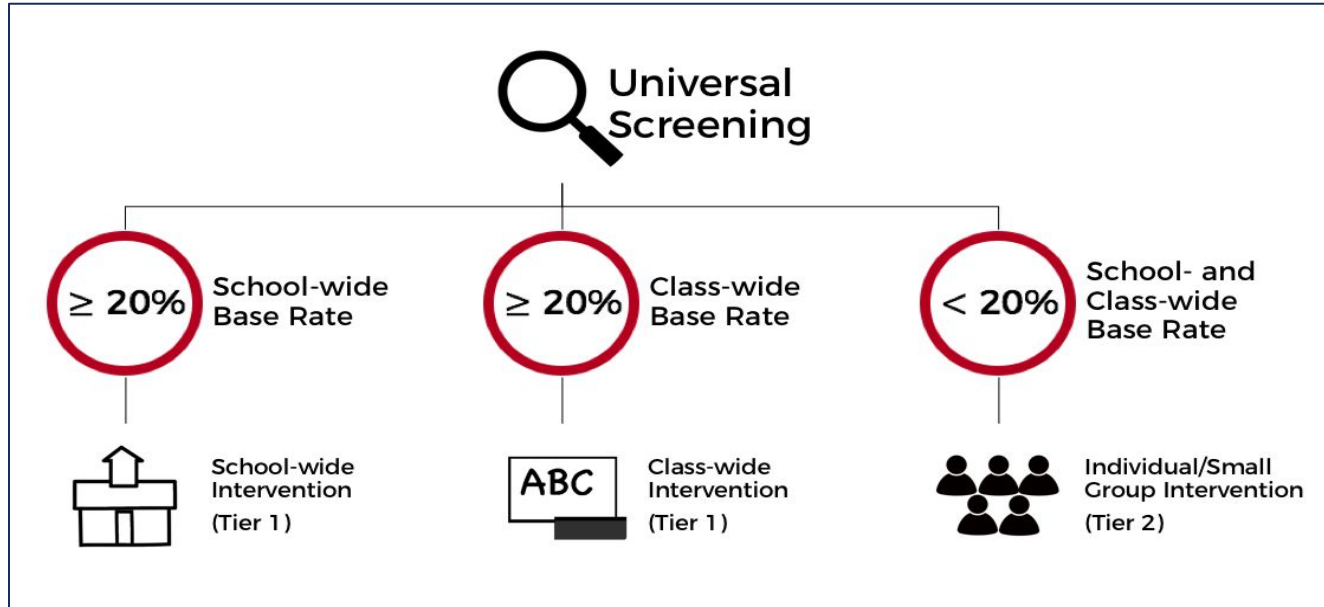 Universal
Screening
≥ 20%
School-wide
Base Rate
≥ 20%
Class-wide
Base Rate
< 20%
School- and
Class-wide
Base Rate
School-wide
Intervention
(Tier 1)
ABC
Class-wide
Intervention
(Tier 1)
Individual/Small
Group Intervention
(Tier 2)